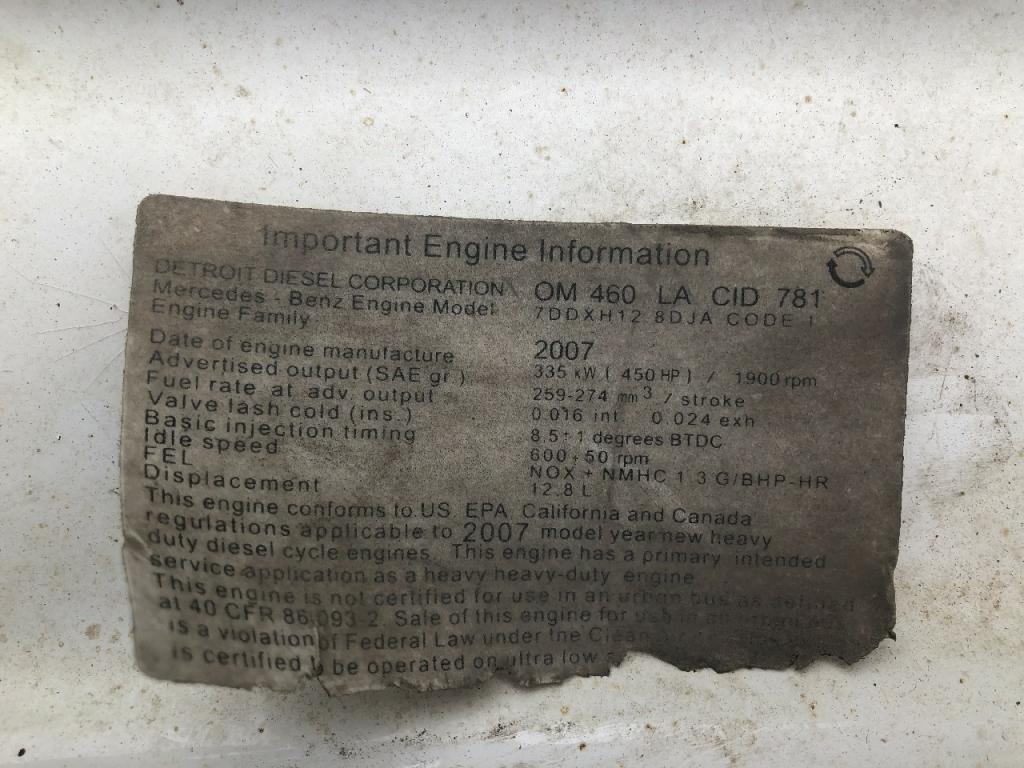 Important Engine Information
DETROIT DIESEL CORPORATION
Mercedes - Benz Engine Model OM 460 LA CID 781
Engine Family 7DDXH12.8DJA CODE 1
Date of engine manufacture 2007
Advertised output (SAE gr.) 335 kW ( 450 HP ) / 1900 rpm
Fuel rate at adv. output 259-274 mm3 / stroke
Valve lash cold (ins.) 0.016 int 0.024 exh
Basic injection timing 8.5±1 degrees BTDC
Idle speed 600+50 rpm
FEL NOX + NMHC 1.3 G/BHP-HR
Displacement 12.8 L
This engine conforms to US EPA, California and Canada
regulations applicable to 2007 model year new heavy
duty diesel cycle engines. This engine has a primary intended
service application as a heavy heavy-duty engine
This engine is not certified for use in an urban bus as defined
at 40 CFR 86.093-2. Sale of this engine for use in an urban
is a violation of Federal Law under the Clean
is certified to be operated on ultra low